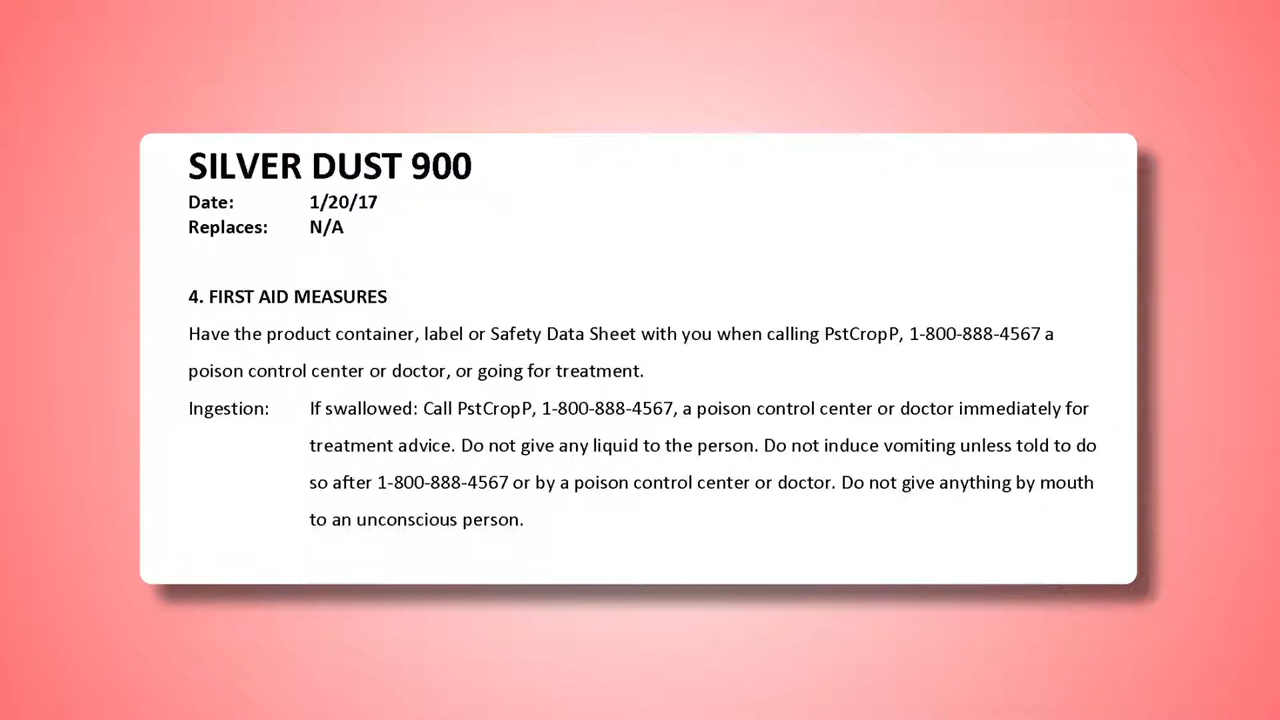 SILVER DUST 900
Date: 1/20/17
Replaces: N/A
4. FIRST AID MEASURES
Have the product container, label or Safety Data Sheet with you when calling PstCropP, 1-800-888-4567 a
poison control center or doctor, or going for treatment.
Ingestion: If swallowed: Call PstCropP, 1-800-888-4567, a poison control center or doctor immediately for
treatment advice. Do not give any liquid to the person. Do not induce vomiting unless told to do
so after 1-800-888-4567 or by a poison control center or doctor. Do not give anything by mouth
to an unconscious person.